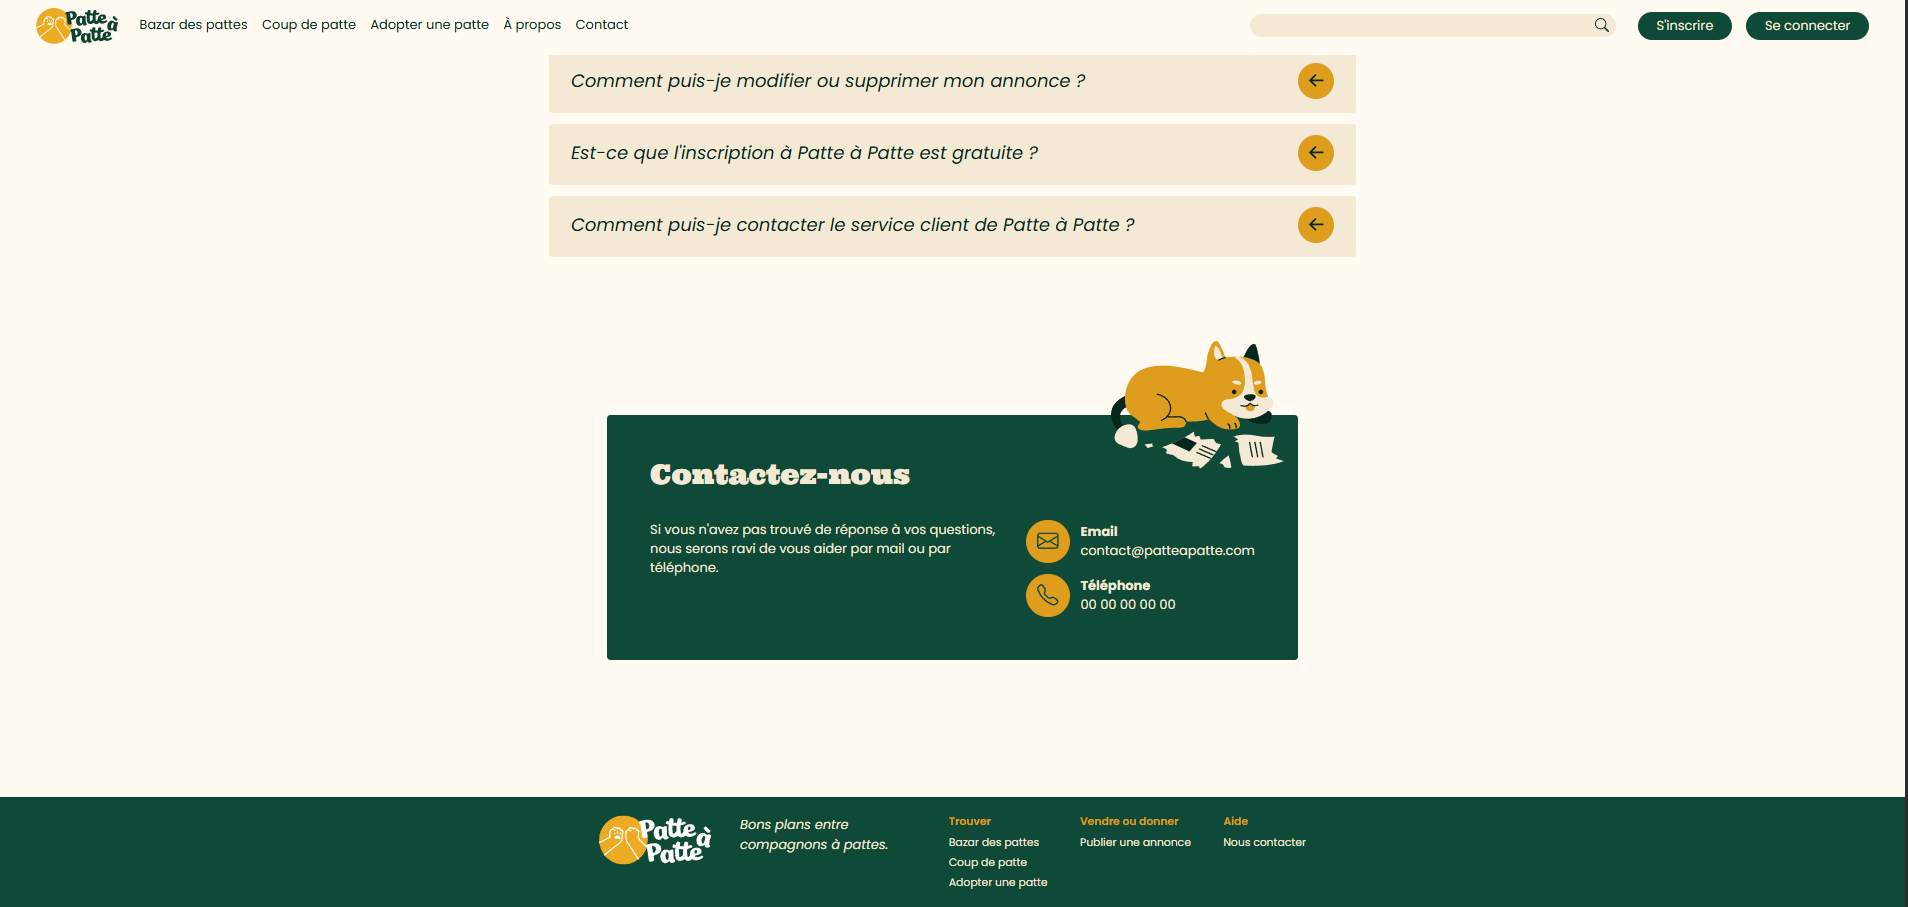 Patte à
Patte
Bazar des pattes
Coup de patte
Adopter une patte
À propos
Contact
S'inscrire
Se connecter
Comment puis-je modifier ou supprimer mon annonce ?
Est-ce que l'inscription à Patte à Patte est gratuite ?
Comment puis-je contacter le service client de Patte à Patte ?
Contactez-nous
Si vous n'avez pas trouvé de réponse à vos questions,
nous serons ravi de vous aider par mail ou par
téléphone.
Email
contact@patteapatte.com
Téléphone
00 00 00 00 00
Patte à
Patte
Bons plans entre
compagnons à pattes.
Trouver
Bazar des pattes
Coup de patte
Adopter une patte
Vendre ou donner
Publier une annonce
Aide
Nous contacter